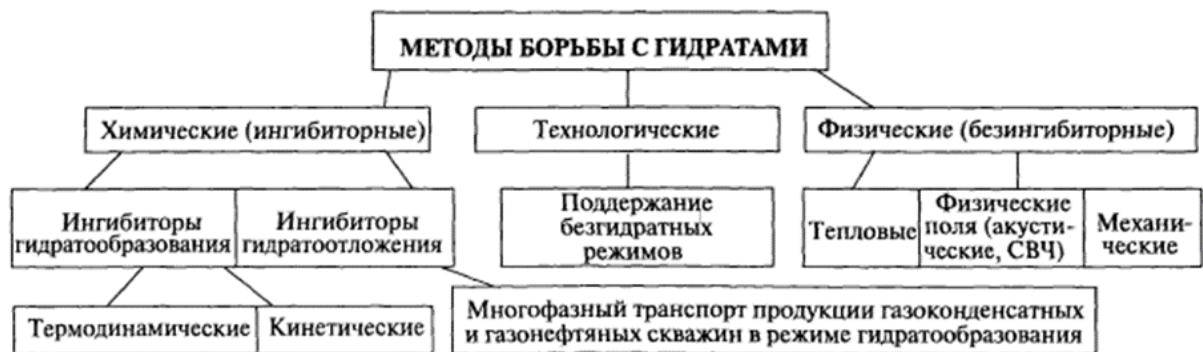 МЕТОДЫ БОРЬБЫ С ГИДРАТАМИ
Химические (ингибиторные)
Технологические
Физические (безингибиторные)
Ингибиторы
гидратообразования
Ингибиторы
гидратоотложения
Поддержание
безгидратных
режимов
Тепловые
Физические
поля (акусти-
ческие, СВЧ)
Механи-
ческие
Термодинамические
Кинетические
Многофазный транспорт продукции газоконденсатных
и газонефтяных скважин в режиме гидратообразования